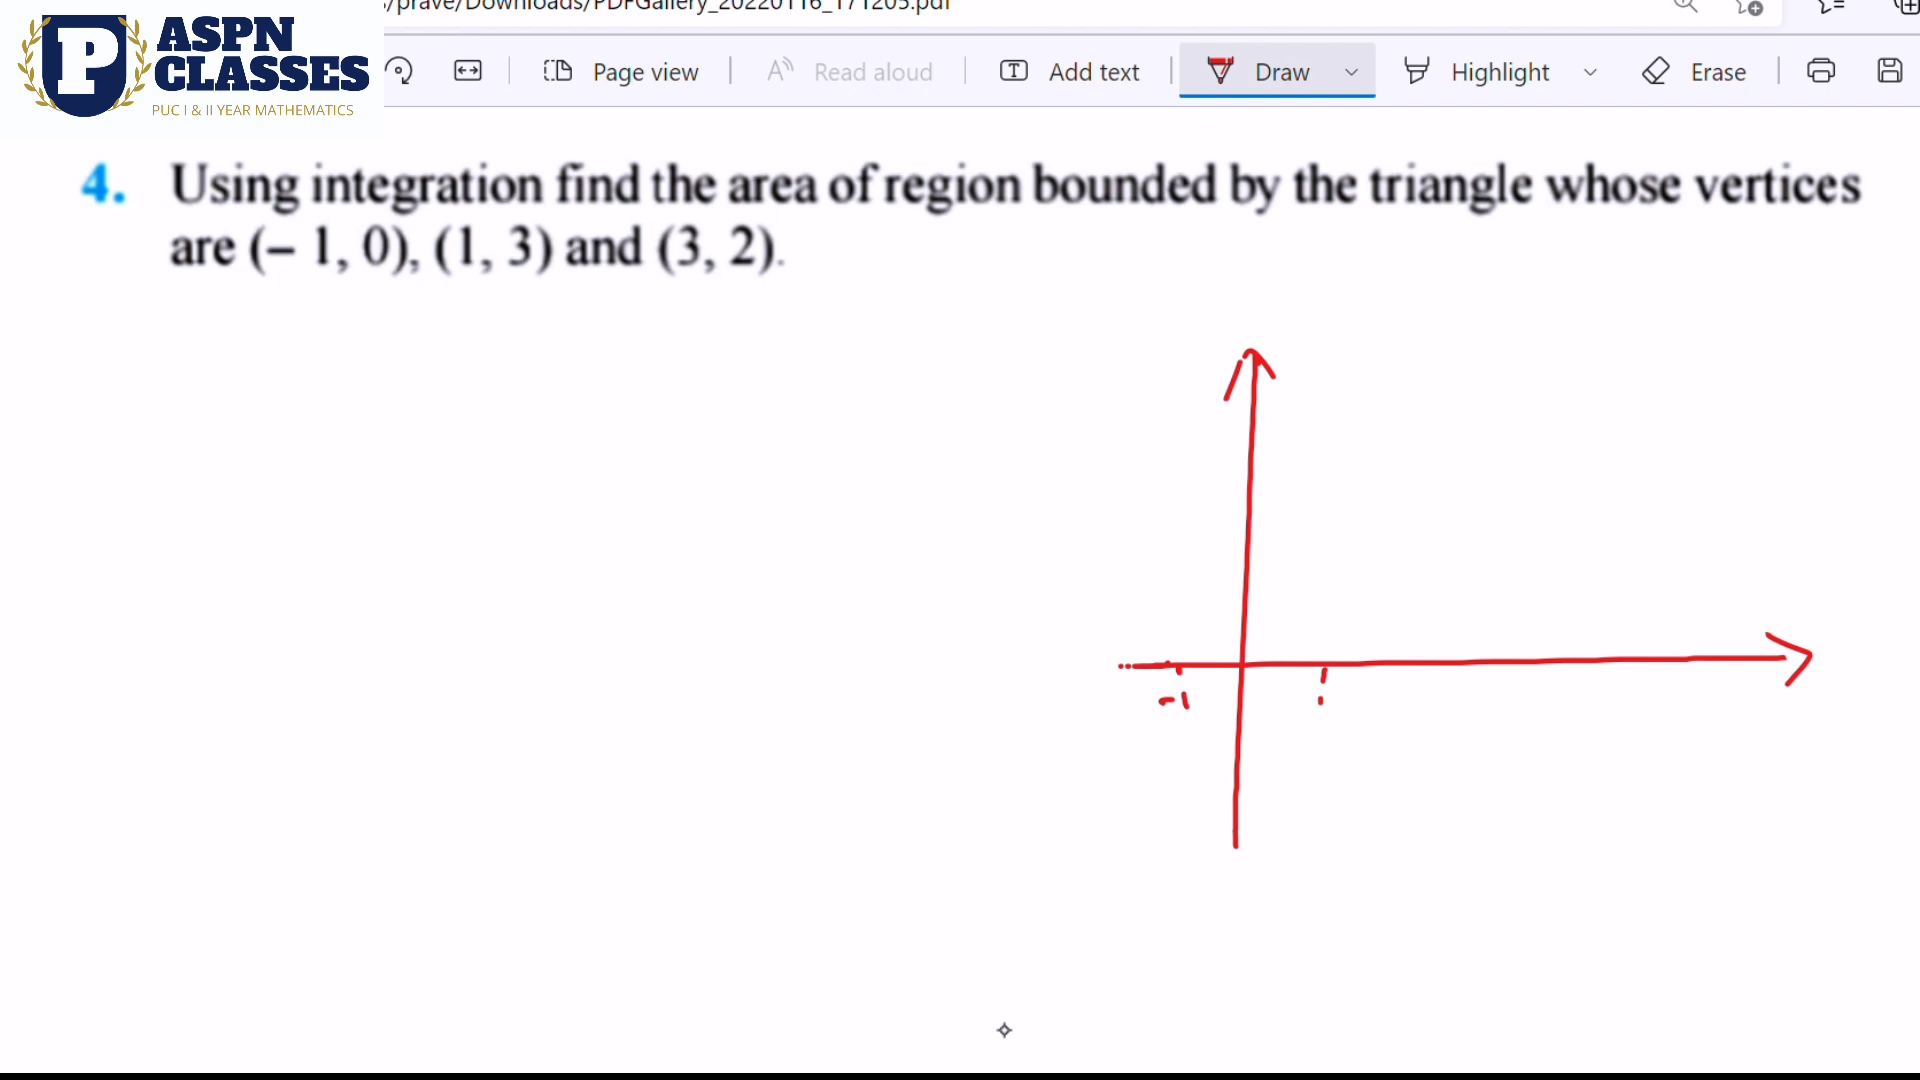 /prave/Downloads/PDFGallery_20220116_171205.pdf
P
ASPN
CLASSES
PUC I & II YEAR MATHEMATICS
Page view
Read aloud
T Add text
Draw
Highlight
Erase
4. Using integration find the area of region bounded by the triangle whose vertices
are (– 1, 0), (1, 3) and (3, 2).
-1